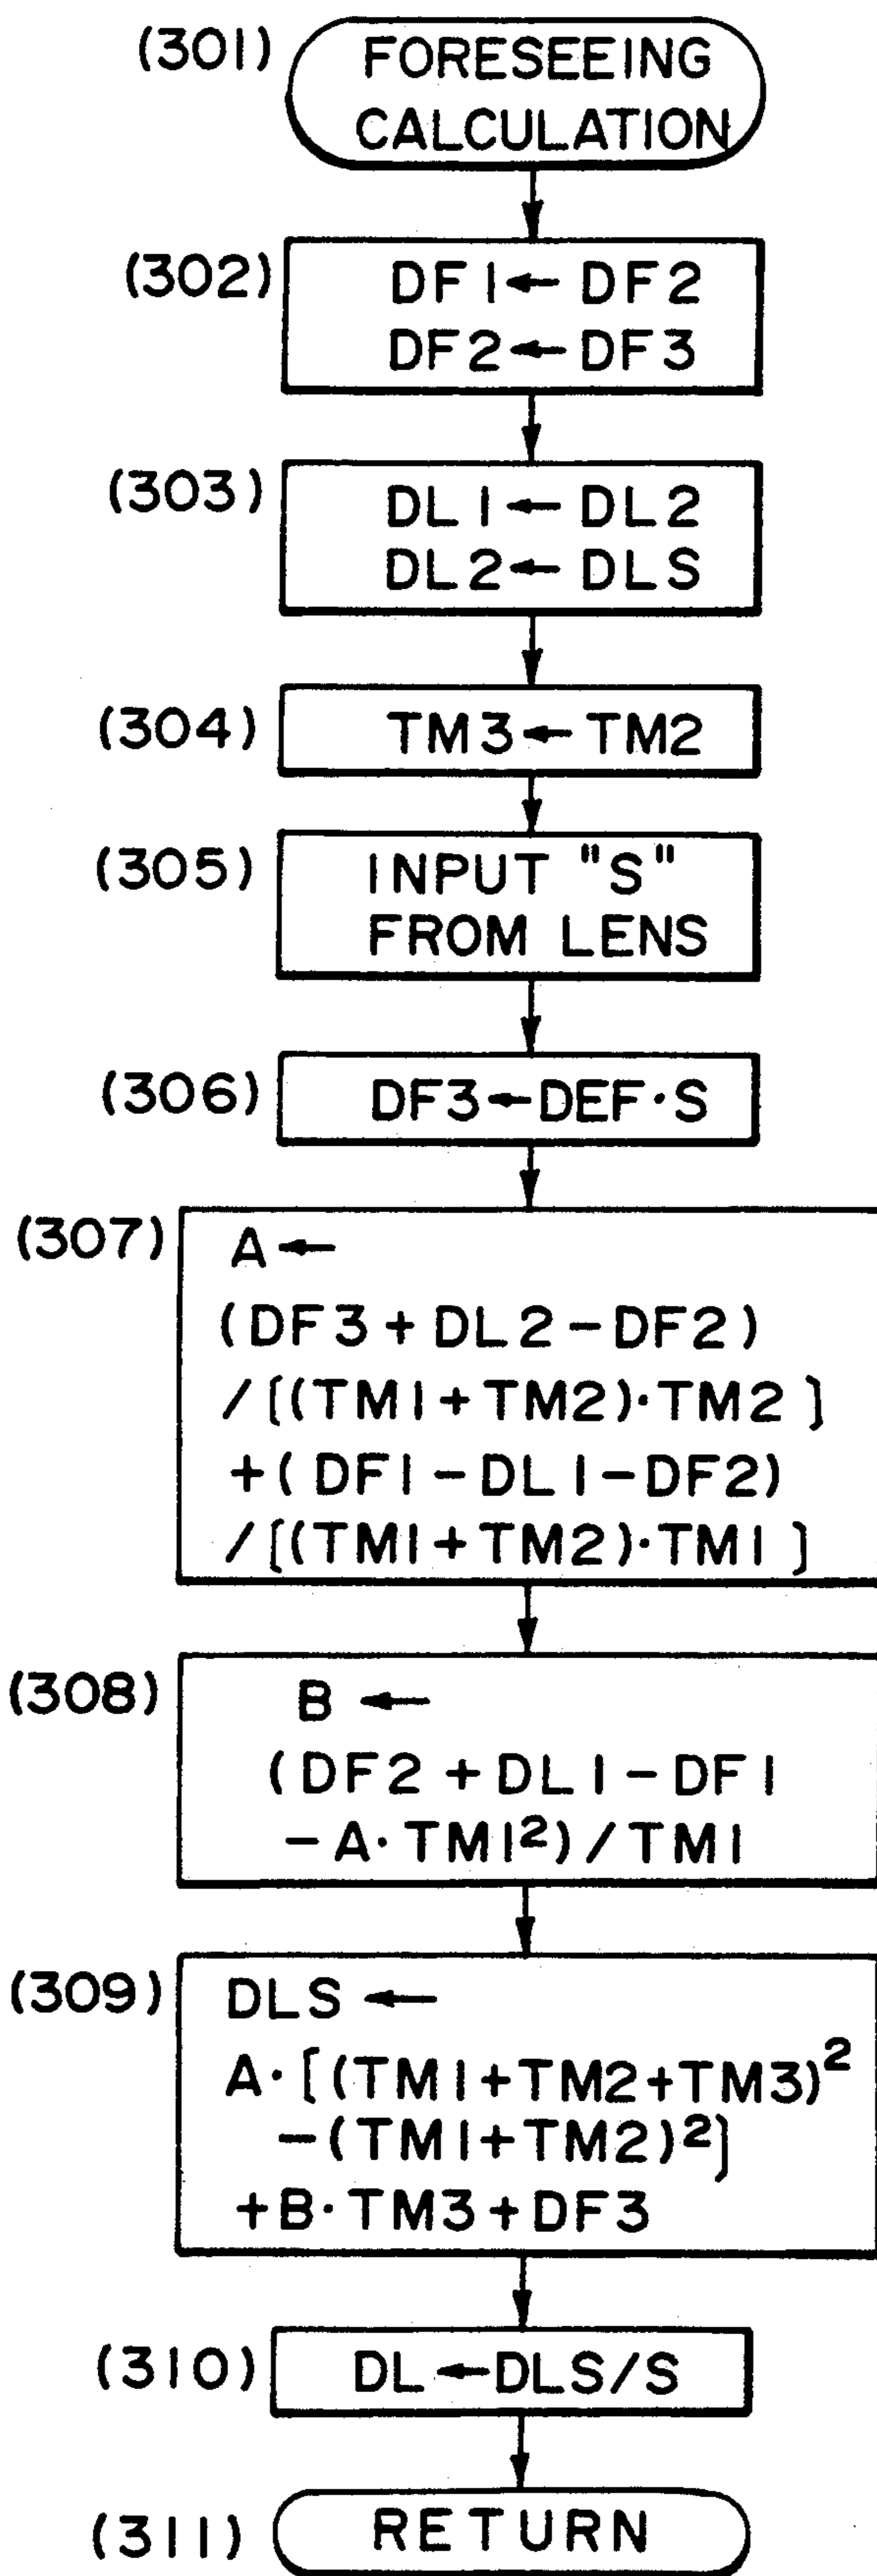 (301) FORESEEING
CALCULATION
(302) DF1 ← DF2
DF2 ← DF3
(303) DL1 ← DL2
DL2 ← DLS
(304) TM3 ← TM2
(305) INPUT "S"
FROM LENS
(306) DF3 ← DEF·S
(307) A ←
(DF3 + DL2 - DF2)
/[(TM1 + TM2)·TM2]
+(DF1 - DL1 - DF2)
/[(TM1 + TM2)·TM1]
(308) B ←
(DF2 + DL1 - DF1
- A·TM1²)/TM1
(309) DLS ←
A·[(TM1+TM2+TM3)²
-(TM1+TM2)²]
+B·TM3+DF3
(310) DL ← DLS/S
(311) RETURN